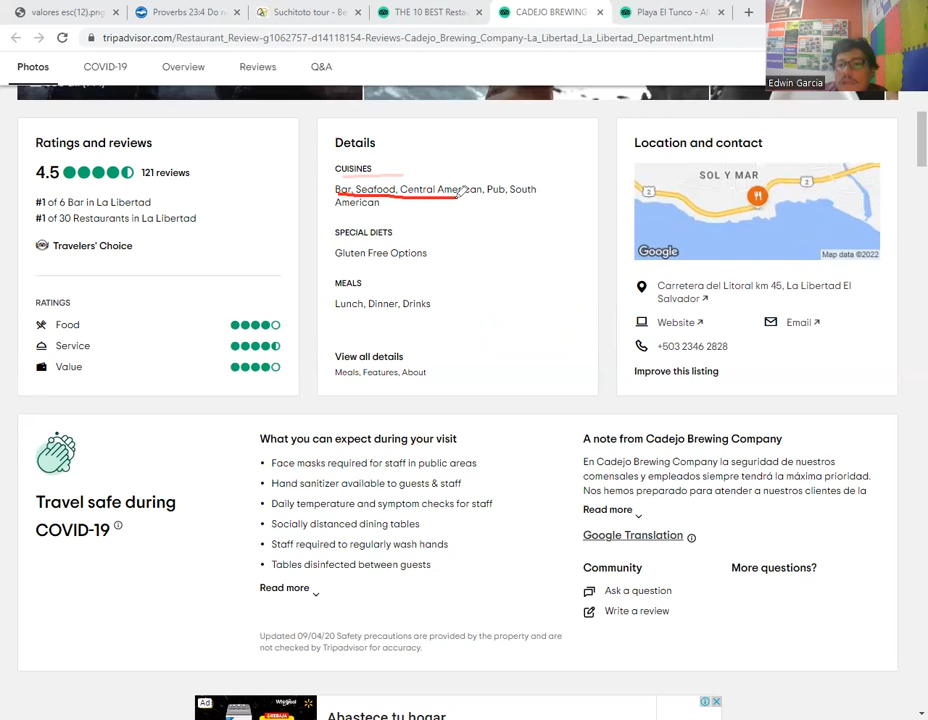 valores esc(12).png
Proverbs 23:4 Do n
Suchitoto tour - Be
THE 10 BEST Resta
CADEJO BREWING
Playa El Tunco - All
tripadvisor.com/Restaurant_Review-g1062757-d14118154-Reviews-Cadejo_Brewing_Company-La_Libertad_La_Libertad_Department.html
Edwin Garcia
Photos
COVID-19
Overview
Reviews
Q&A
Ratings and reviews
4.5 121 reviews
#1 of 6 Bar in La Libertad
#1 of 30 Restaurants in La Libertad
Travelers' Choice
RATINGS
Food
Service
Value
Details
CUISINES
Bar, Seafood, Central American, Pub, South
American
SPECIAL DIETS
Gluten Free Options
MEALS
Lunch, Dinner, Drinks
View all details
Meals, Features, About
Location and contact
SOL Y MAR
2
2
Google
Map data ©2022
Carretera del Litoral km 45, La Libertad El
Salvador
Website
Email
+503 2346 2828
Improve this listing
Travel safe during
COVID-19
What you can expect during your visit
• Face masks required for staff in public areas
• Hand sanitizer available to guests & staff
• Daily temperature and symptom checks for staff
• Socially distanced dining tables
• Staff required to regularly wash hands
• Tables disinfected between guests
Read more
Updated 09/04/20 Safety precautions are provided by the property and are
not checked by Tripadvisor for accuracy.
A note from Cadejo Brewing Company
En Cadejo Brewing Company la seguridad de nuestros
comensales y empleados siempre tendrá la máxima prioridad.
Nos hemos preparado para atender a nuestros clientes de la
Read more
Google Translation
Community
Ask a question
Write a review
More questions?
Ad
Whirlpool
REBAJA
Abastece tu hogar